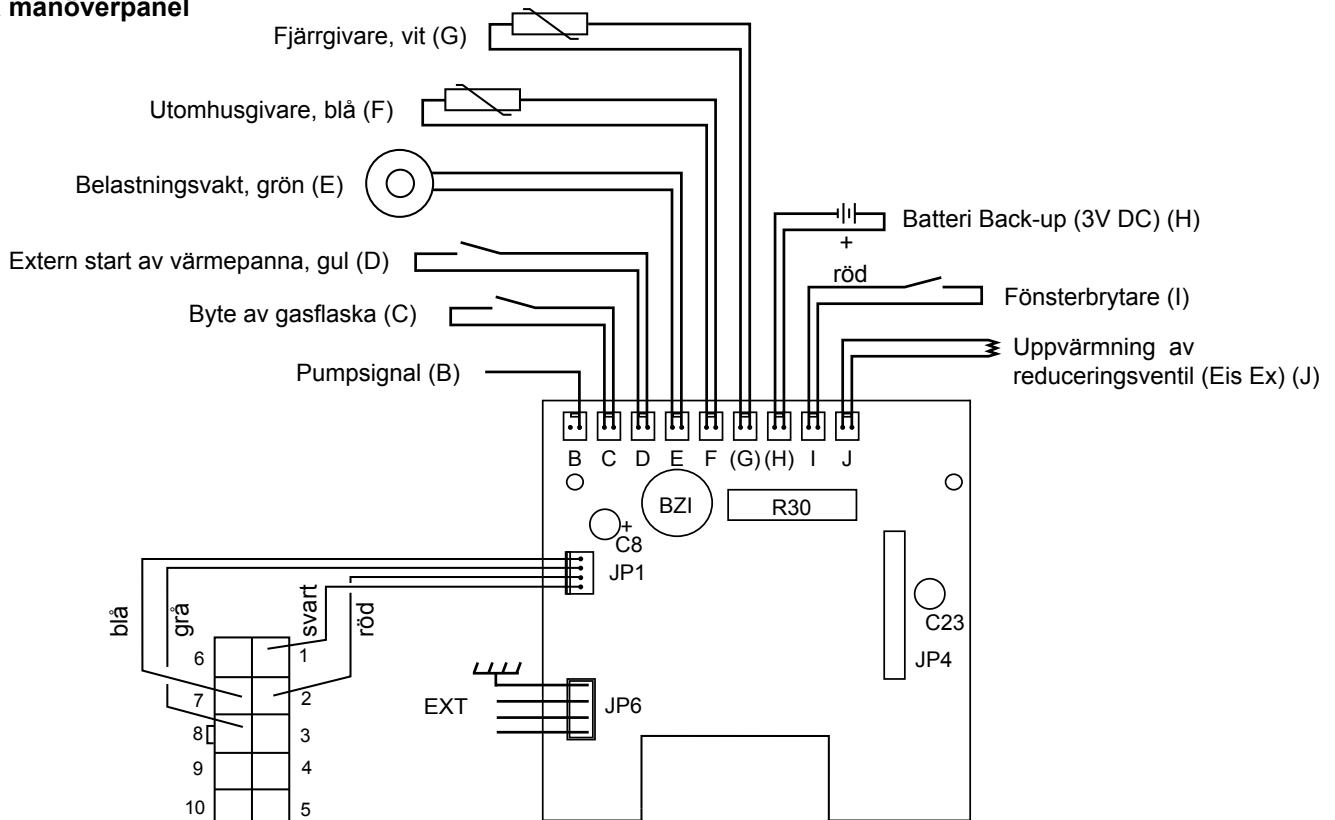 manöverpanel
Fjärrgivare, vit (G)
Utomhusgivare, blå (F)
Belastningsvakt, grön (E)
Extern start av värmepanna, gul (D)
Byte av gasflaska (C)
Pumpsignal (B)
Batteri Back-up (3V DC) (H)
+
röd
Fönsterbrytare (I)
Uppvärmning av
reduceringsventil (Eis Ex) (J)
B C D E F (G) (H) I J
BZI
R30
+
C8
JP1
C23
JP4
blå
grå
svart
röd
6 1
7 2
8 3
9 4
10 5
EXT
JP6